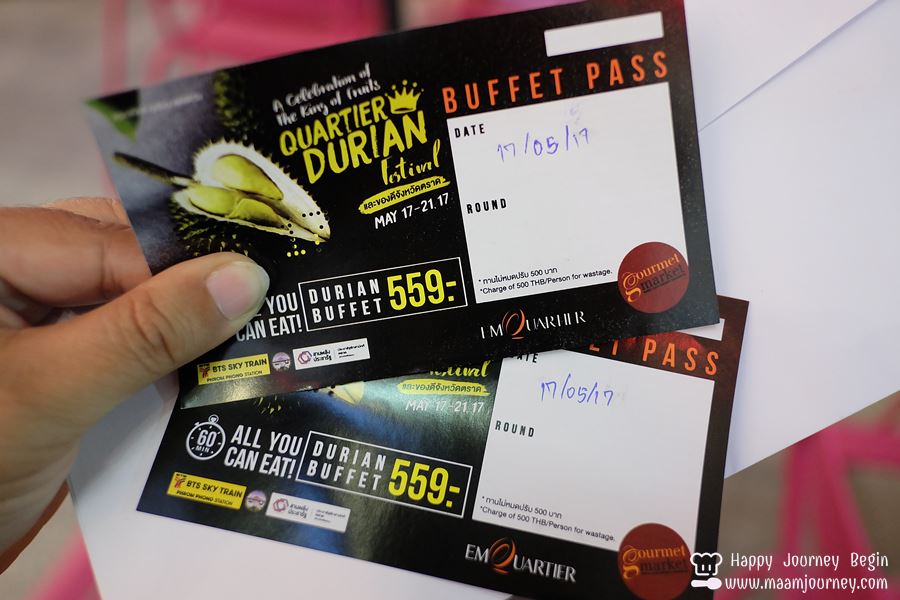 A Celebration of
The King of Fruits
QUARTIER
DURIAN
festival
และของดีจังหวัดตราด
MAY 17-21.17
BUFFET PASS
DATE
17/05/17
ROUND
* ทานไม่หมดปรับ 500 บาท
*Charge of 500 THB/Person for wastage.
gourmet
market
YOU
CAN EAT!
DURIAN
BUFFET
559.-
EMQUARTIER
BTS SKY TRAIN
PHROM PHONG STATION
festival
และของดีจังหวัดตราด
MAY 17-21.17
ET PASS
ATE
17/05/17
ROUND
* ทานไม่หมดปรับ 500 บาท
*Charge of 500 THB/Person for wastage.
60
MIN.
ALL YOU
CAN EAT!
DURIAN
BUFFET
559.-
BTS SKY TRAIN
PHROM PHONG STATION
EMQUARTIER
gourmet
market
Happy Journey Begin
www.maamjourney.com